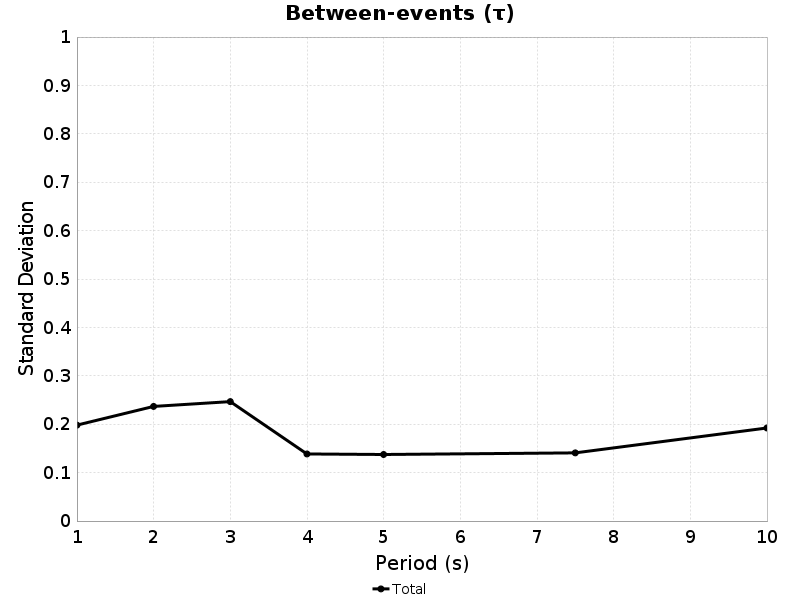 Between-events (τ)
1
0.9
0.8
0.7
0.6
0.5
0.4
0.3
0.2
0.1
0
Standard Deviation
1 2 3 4 5 6 7 8 9 10
Period (s)
Total